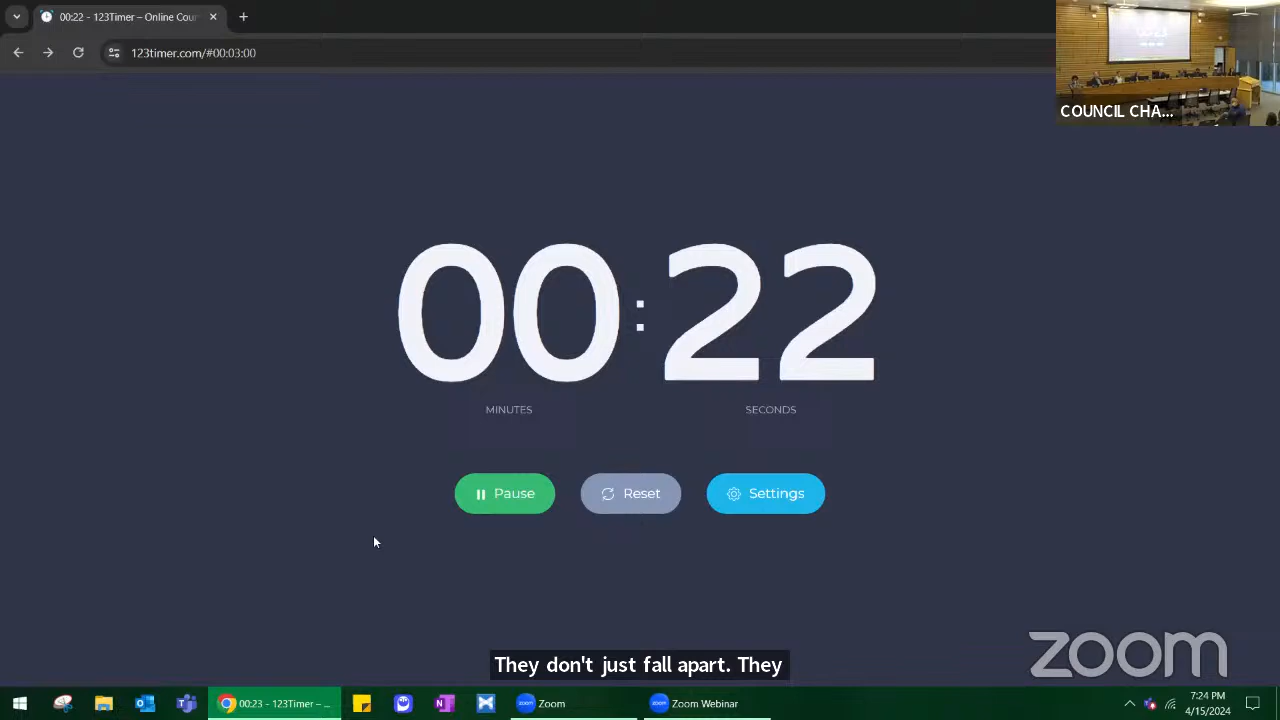 00:22 - 123Timer – Online Cou
123timer.com/#00:03:00
00:23
COUNCIL CHA...
00:22
MINUTES
SECONDS
Pause
Reset
Settings
They don't just fall apart. They
zoom
00:23 - 123Timer – ...
Zoom
Zoom Webinar
7:24 PM
4/15/2024